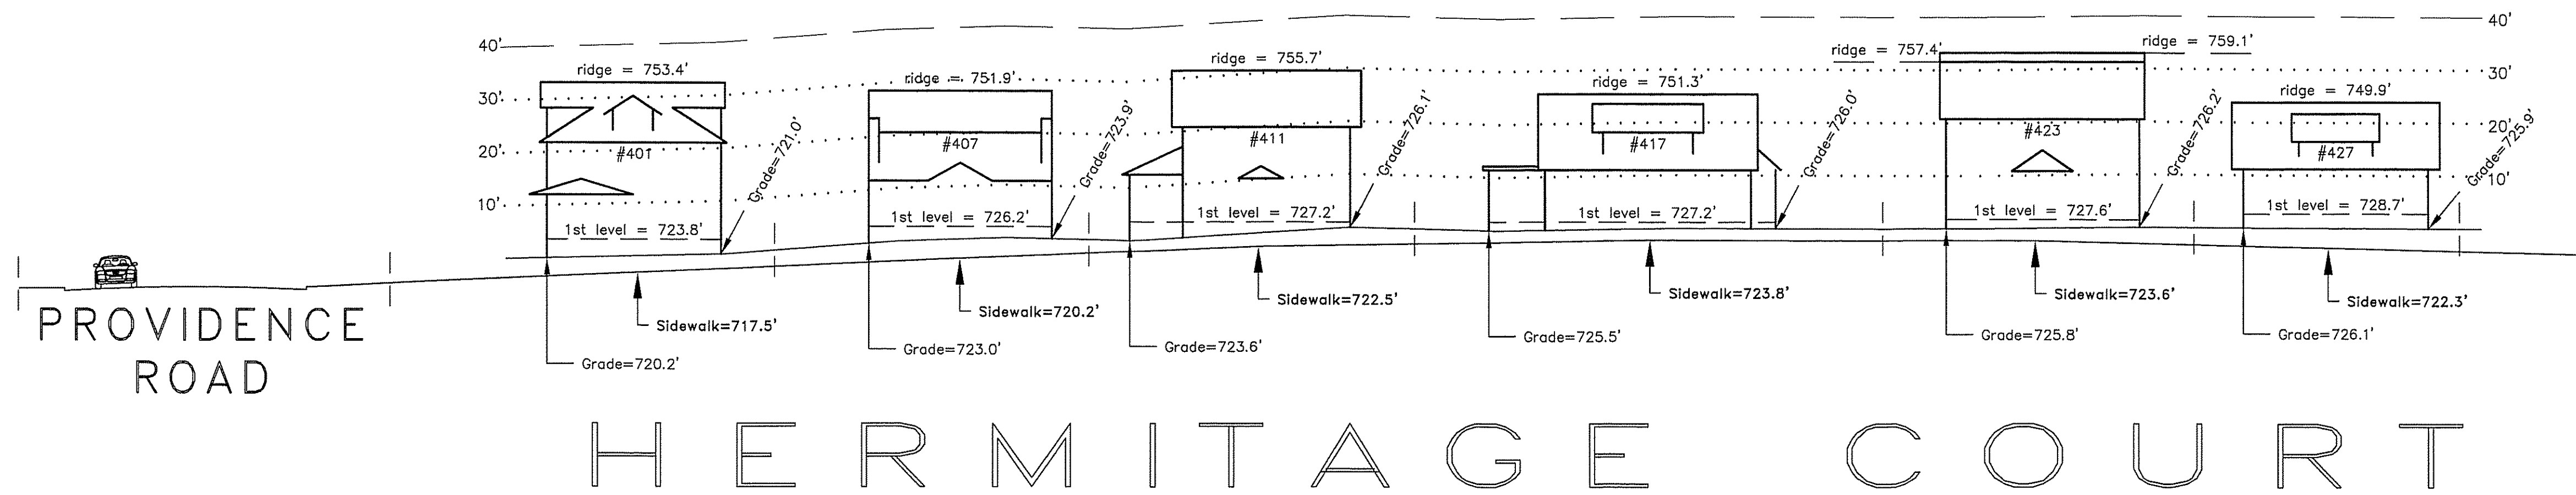 40'
30'
20'
10'
ridge = 753.4'
#401
1st level = 723.8'
Grade=721.0'
ridge = 751.9'
#407
1st level = 726.2'
Grade=723.9'
ridge = 755.7'
#411
1st level = 727.2'
Grade=726.1'
ridge = 751.3'
#417
1st level = 727.2'
Grade=726.0'
ridge = 757.4'
ridge = 759.1'
#423
1st level = 727.6'
Grade=726.2'
ridge = 749.9'
#427
1st level = 728.7'
Grade=725.9'
40'
30'
20'
10'
Sidewalk=717.5'
Grade=720.2'
Sidewalk=720.2'
Grade=723.0'
Sidewalk=722.5'
Grade=723.6'
Sidewalk=723.8'
Grade=725.5'
Sidewalk=723.6'
Grade=725.8'
Sidewalk=722.3'
Grade=726.1'
PROVIDENCE
ROAD
HERMITAGE COURT